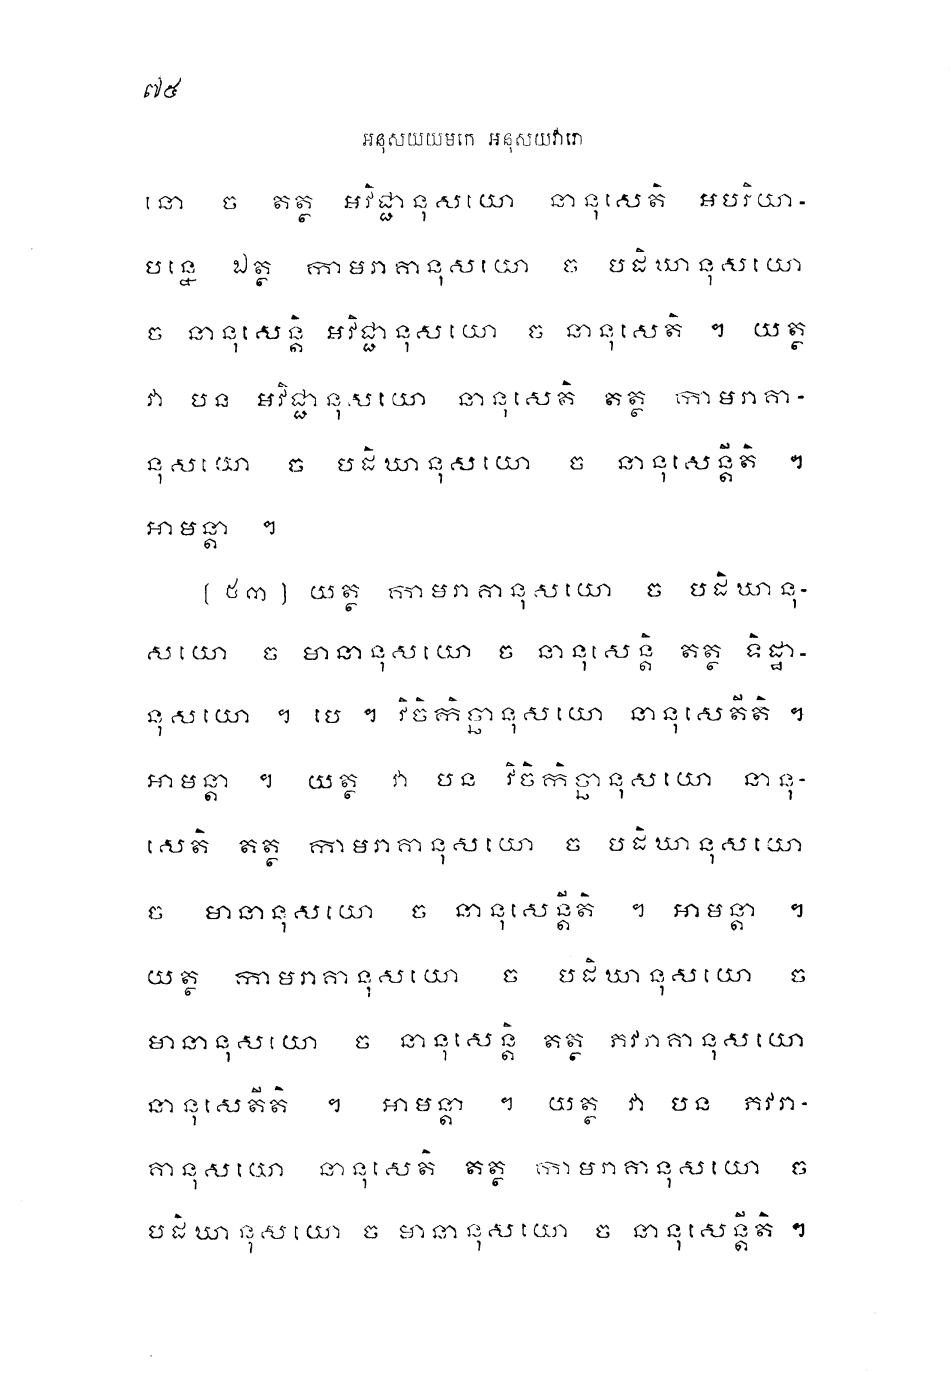 ៧៥
អនុសយយមកេ អនុសយវារោ
នោ ច តត្ថ អវិជ្ជានុសយោ នានុសេតិ អបរិយា-
បន្នេ ឯត្ថ កាមរាគានុសយោ ច បដិឃានុសយោ
ច នានុសេន្តិ អវិជ្ជានុសយោ ច នានុសេតិ ។ យត្ថ
វា បន អវិជ្ជានុសយោ នានុសេតិ តត្ថ កាមរាគា-
នុសយោ ច បដិឃានុសយោ ច នានុសេន្តីតិ ។
អាមន្តា ។
[ ៥៣ ] យត្ថ កាមរាគានុសយោ ច បដិឃានុ-
សយោ ច មានានុសយោ ច នានុសេន្តិ តត្ថ ទិដ្ឋា-
នុសយោ ។ បេ ។ វិចិកិច្ឆានុសយោ នានុសេតីតិ ។
អាមន្តា ។ យត្ថ វា បន វិចិកិច្ឆានុសយោ នានុ-
សេតិ តត្ថ កាមរាគានុសយោ ច បដិឃានុសយោ
ច មានានុសយោ ច នានុសេន្តីតិ ។ អាមន្តា ។
យត្ថ កាមរាគានុសយោ ច បដិឃានុសយោ ច
មានានុសយោ ច នានុសេន្តិ តត្ថ ភវរាគានុសយោ
នានុសេតីតិ ។ អាមន្តា ។ យត្ថ វា បន ភវរា-
គានុសយោ នានុសេតិ តត្ថ កាមរាគានុសយោ ច
បដិឃានុសយោ ច មានានុសយោ ច នានុសេន្តីតិ ។